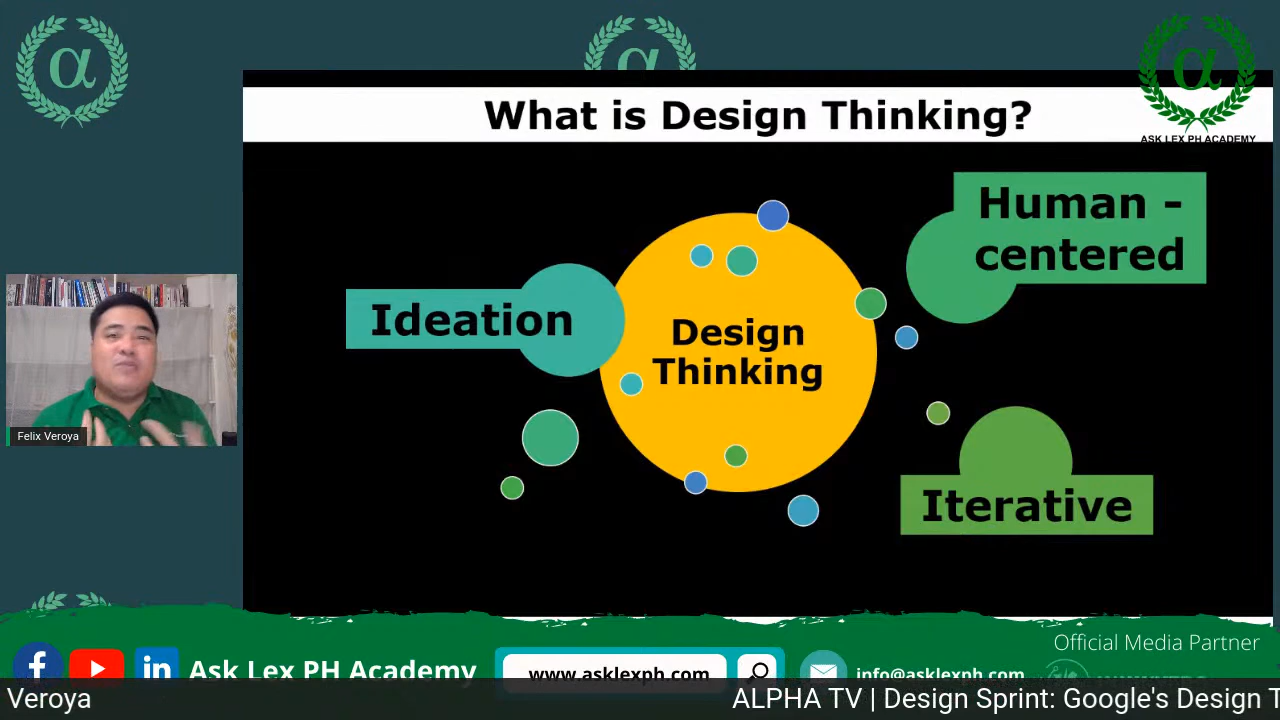 α
α
α
ASK LEX PH ACADEMY
What is Design Thinking?
Human -
centered
Ideation
Design
Thinking
Iterative
Felix Veroya
Official Media Partner
f
in
Ask Lex PH Academy
www.asklexph.com
info@asklexph.com
Veroya
ALPHA TV | Design Sprint: Google's Design T